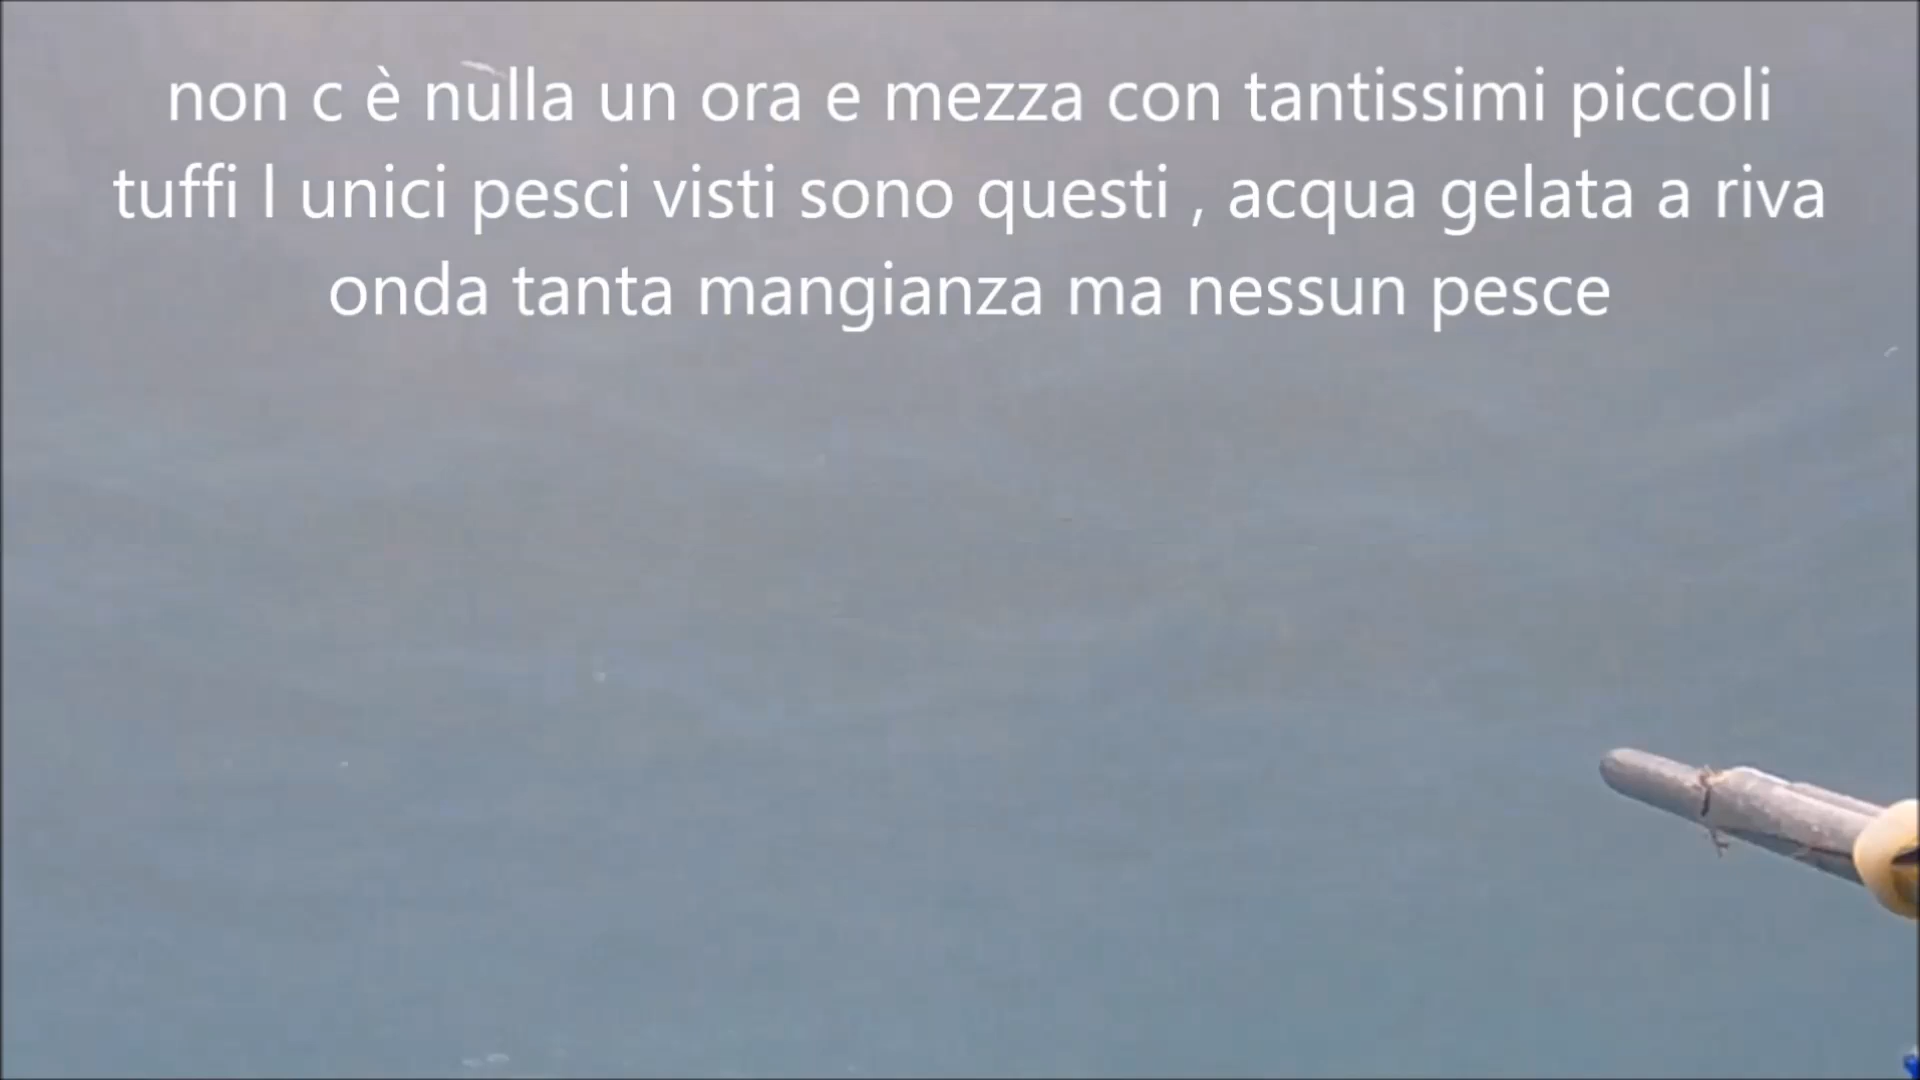 non c è nulla un ora e mezza con tantissimi piccoli
tuffi l unici pesci visti sono questi , acqua gelata a riva
onda tanta mangianza ma nessun pesce